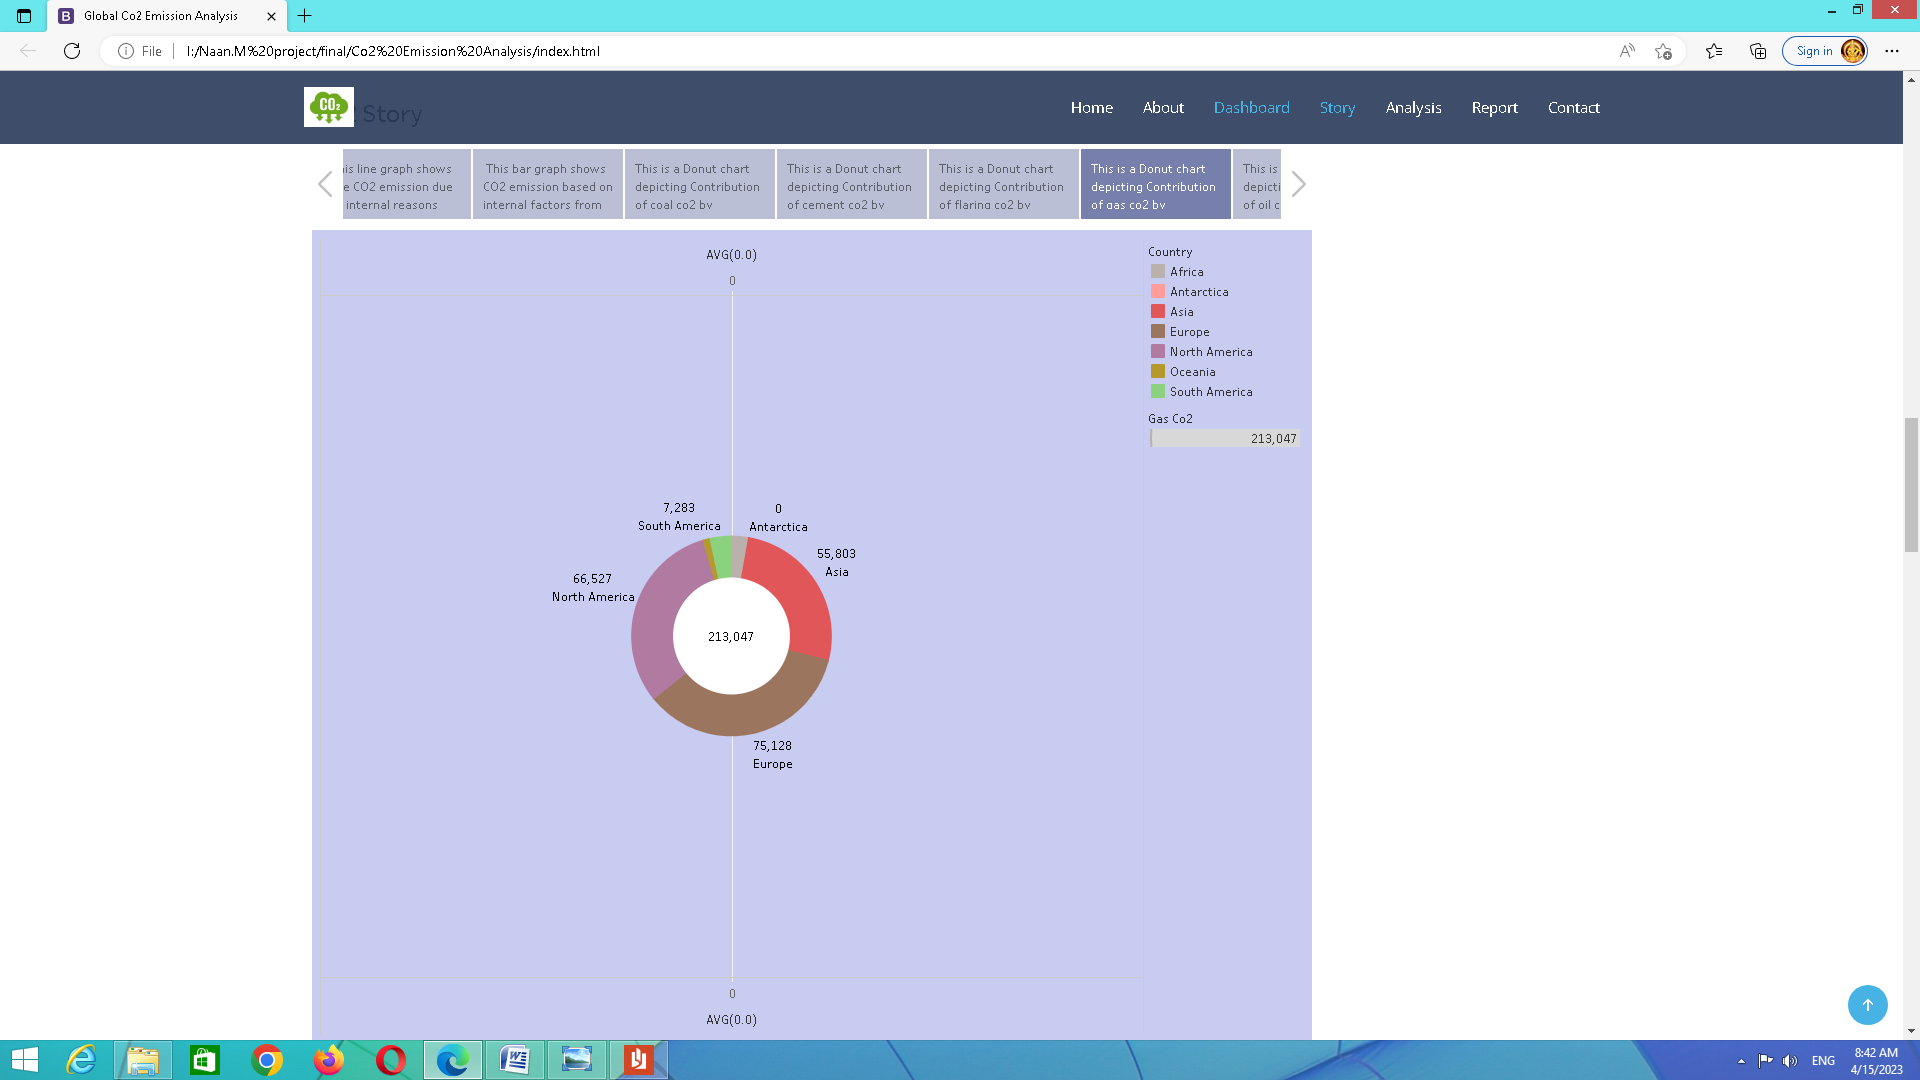 Global Co2 Emission Analysis
File
I:/Naan.M%20project/final/Co2%20Emission%20Analysis/index.html
Sign in
CO2
Story
Home
About
Dashboard
Story
Analysis
Report
Contact
is line graph shows
e CO2 emission due
internal reasons
This bar graph shows
CO2 emission based on
internal factors from
This is a Donut chart
depicting Contribution
of coal co2 by
This is a Donut chart
depicting Contribution
of cement co2 by
This is a Donut chart
depicting Contribution
of flaring co2 by
This is a Donut chart
depicting Contribution
of gas co2 by
This is
depicti
of oil c
AVG(0.0)
0
Country
Africa
Antarctica
Asia
Europe
North America
Oceania
South America
Gas Co2
213,047
7,283
South America
0
Antarctica
55,803
Asia
66,527
North America
213,047
75,128
Europe
0
AVG(0.0)
ENG
8:42 AM
4/15/2023